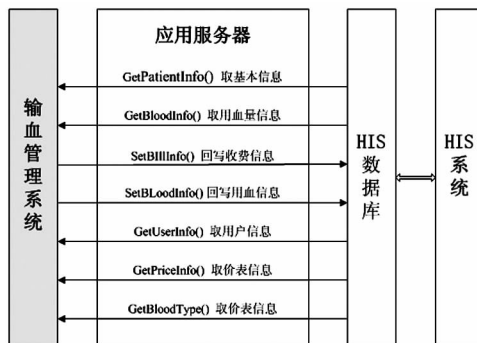 应用服务器
输血管理系统
GetPatientInfo() 取基本信息
GetBloodInfo() 取用血量信息
SetBIllInfo() 回写收费信息
SetBLoodInfo() 回写用血信息
GetUserInfo() 取用户信息
GetPriceInfo() 取价表信息
GetBloodType() 取价表信息
HIS
数据库
HIS
系统